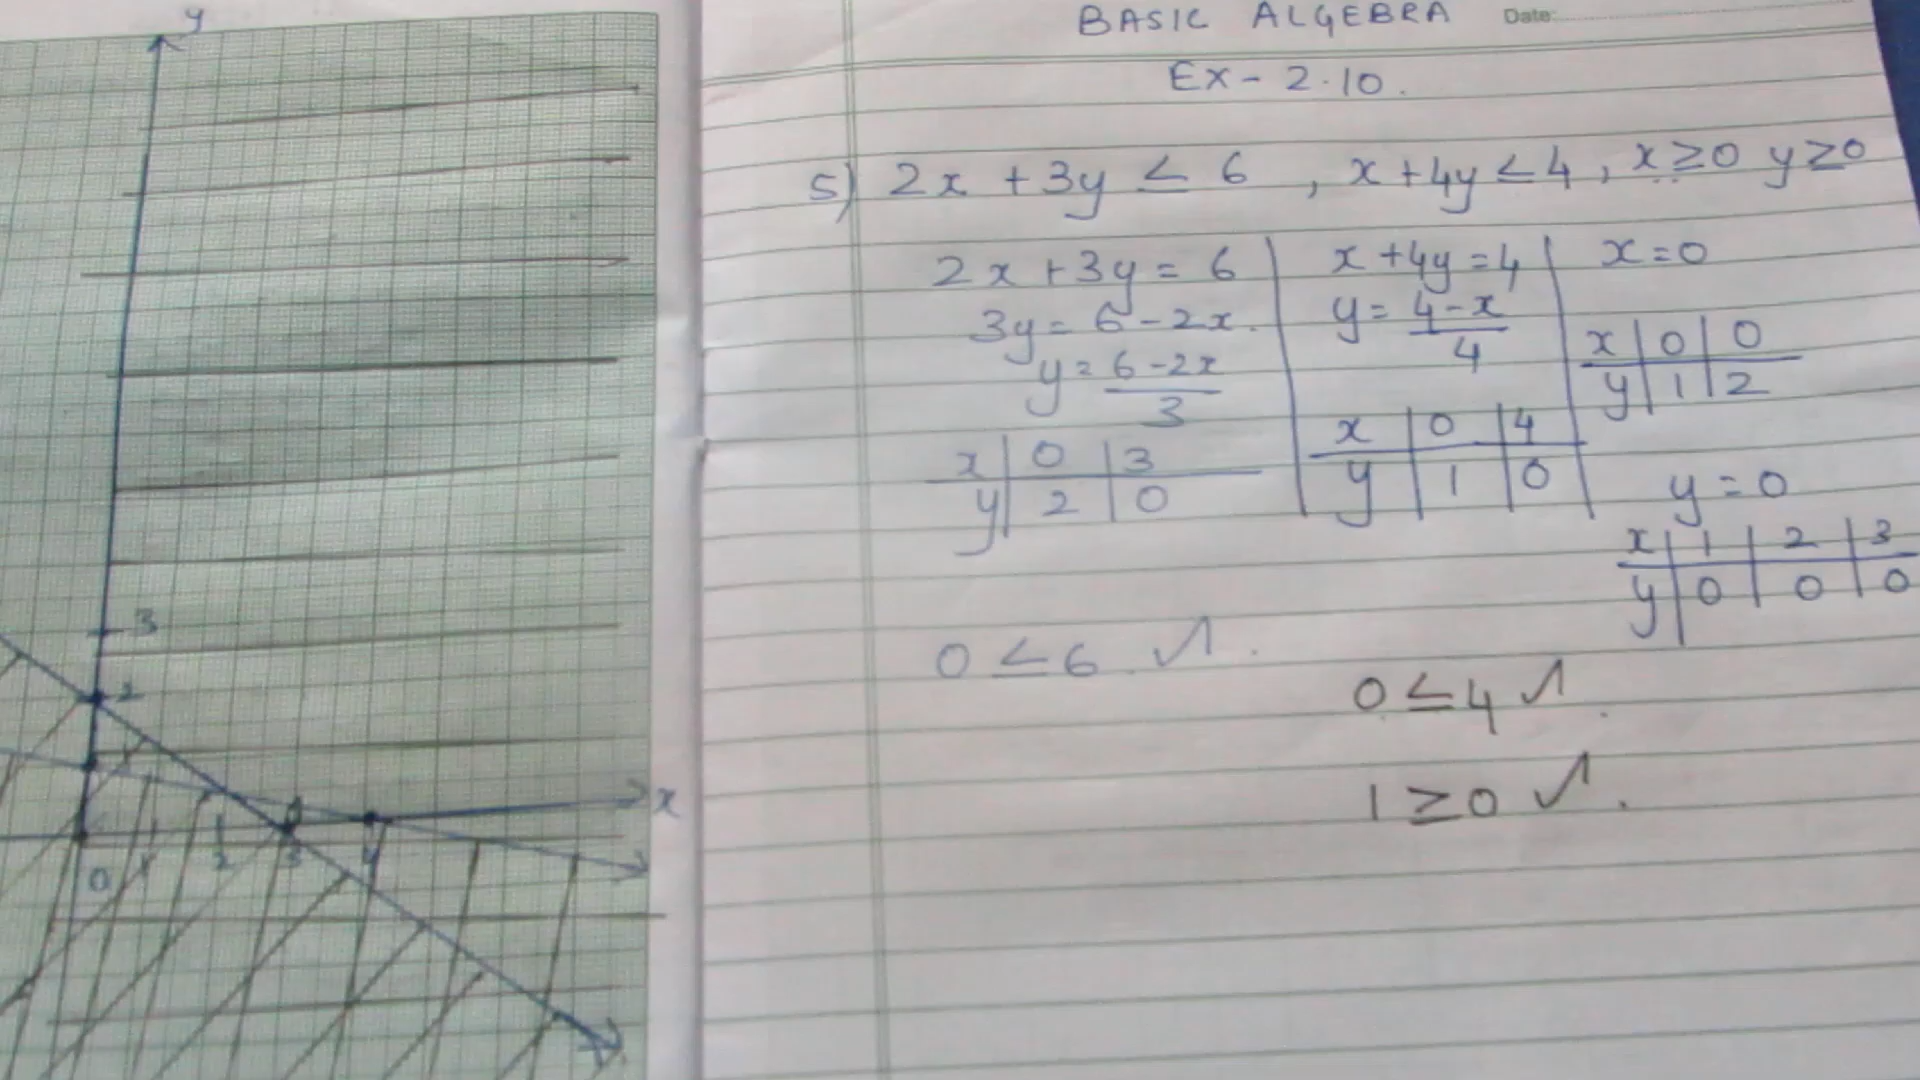 BASIC ALGEBRA Date:
Ex - 2.10.
5) 2x + 3y ≤ 6 , x + 4y ≤ 4 , x ≥ 0 y ≥ 0
2x + 3y = 6
3y = 6 - 2x.
y = 6 - 2x
3
x 0 3
y 2 0
0 ≤ 6 ✓.
x + 4y = 4
y = 4 - x
4
x 0 4
y 1 0
0 ≤ 4 ✓.
1 ≥ 0 ✓.
x = 0
x 0 0
y 1 2
y = 0
x 1 2 3
y 0 0 0
y
3
2
1
x
0 1 2 3 4